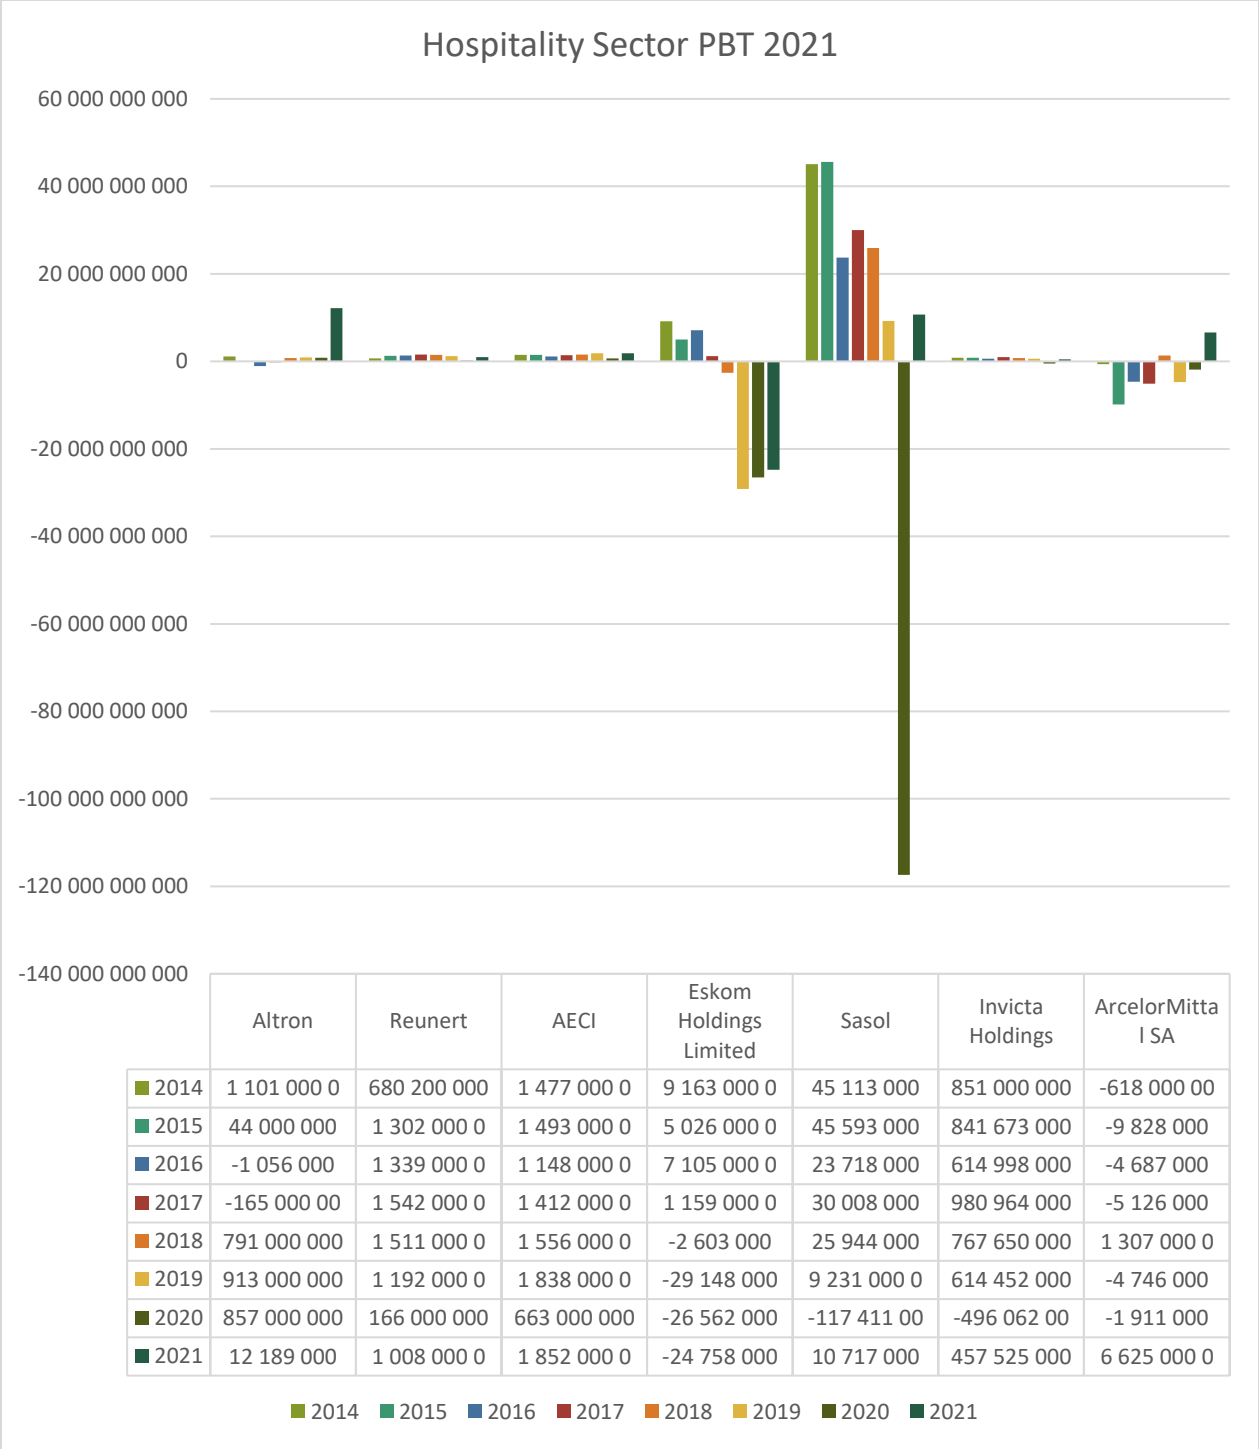 Hospitality Sector PBT 2021
60 000 000 000
40 000 000 000
20 000 000 000
0
-20 000 000 000
-40 000 000 000
-60 000 000 000
-80 000 000 000
-100 000 000 000
-120 000 000 000
-140 000 000 000
Altron Reunert AECI Eskom Holdings Limited Sasol Invicta Holdings ArcelorMittal SA
2014 1 101 000 0 680 200 000 1 477 000 0 9 163 000 0 45 113 000 851 000 000 -618 000 00
2015 44 000 000 1 302 000 0 1 493 000 0 5 026 000 0 45 593 000 841 673 000 -9 828 000
2016 -1 056 000 1 339 000 0 1 148 000 0 7 105 000 0 23 718 000 614 998 000 -4 687 000
2017 -165 000 00 1 542 000 0 1 412 000 0 1 159 000 0 30 008 000 980 964 000 -5 126 000
2018 791 000 000 1 511 000 0 1 556 000 0 -2 603 000 25 944 000 767 650 000 1 307 000 0
2019 913 000 000 1 192 000 0 1 838 000 0 -29 148 000 9 231 000 0 614 452 000 -4 746 000
2020 857 000 000 166 000 000 663 000 000 -26 562 000 -117 411 00 -496 062 00 -1 911 000
2021 12 189 000 1 008 000 0 1 852 000 0 -24 758 000 10 717 000 457 525 000 6 625 000 0
2014 2015 2016 2017 2018 2019 2020 2021